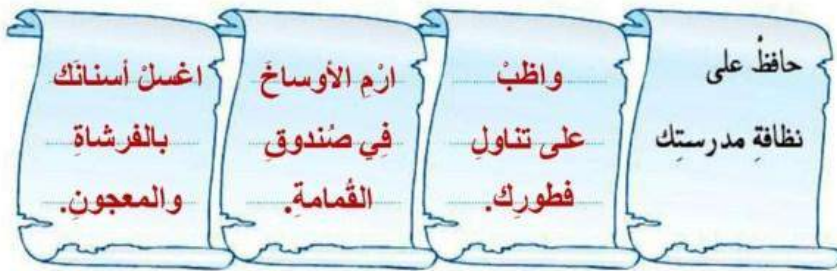 حافظْ على
نظافةِ مدرستِك
واظبْ
على تناولِ
فطورِك.
ارْمِ الأوساخَ
فِي صُندوقِ
القُمامةِ.
اغسلْ أسنانَك
بالفرشاةِ
والمعجونِ.